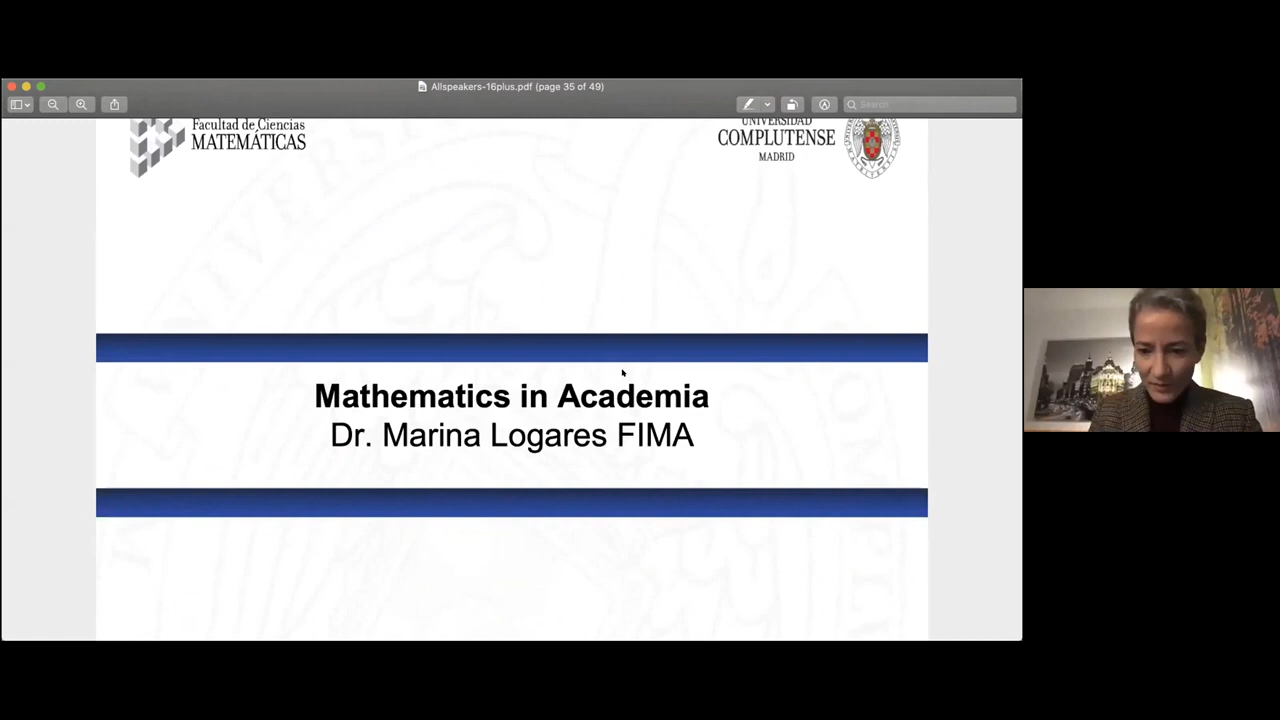 Allspeakers-16plus.pdf (page 35 of 49)
Search
Facultad de Ciencias
MATEMÁTICAS
UNIVERSIDAD
COMPLUTENSE
MADRID
Mathematics in Academia
Dr. Marina Logares FIMA